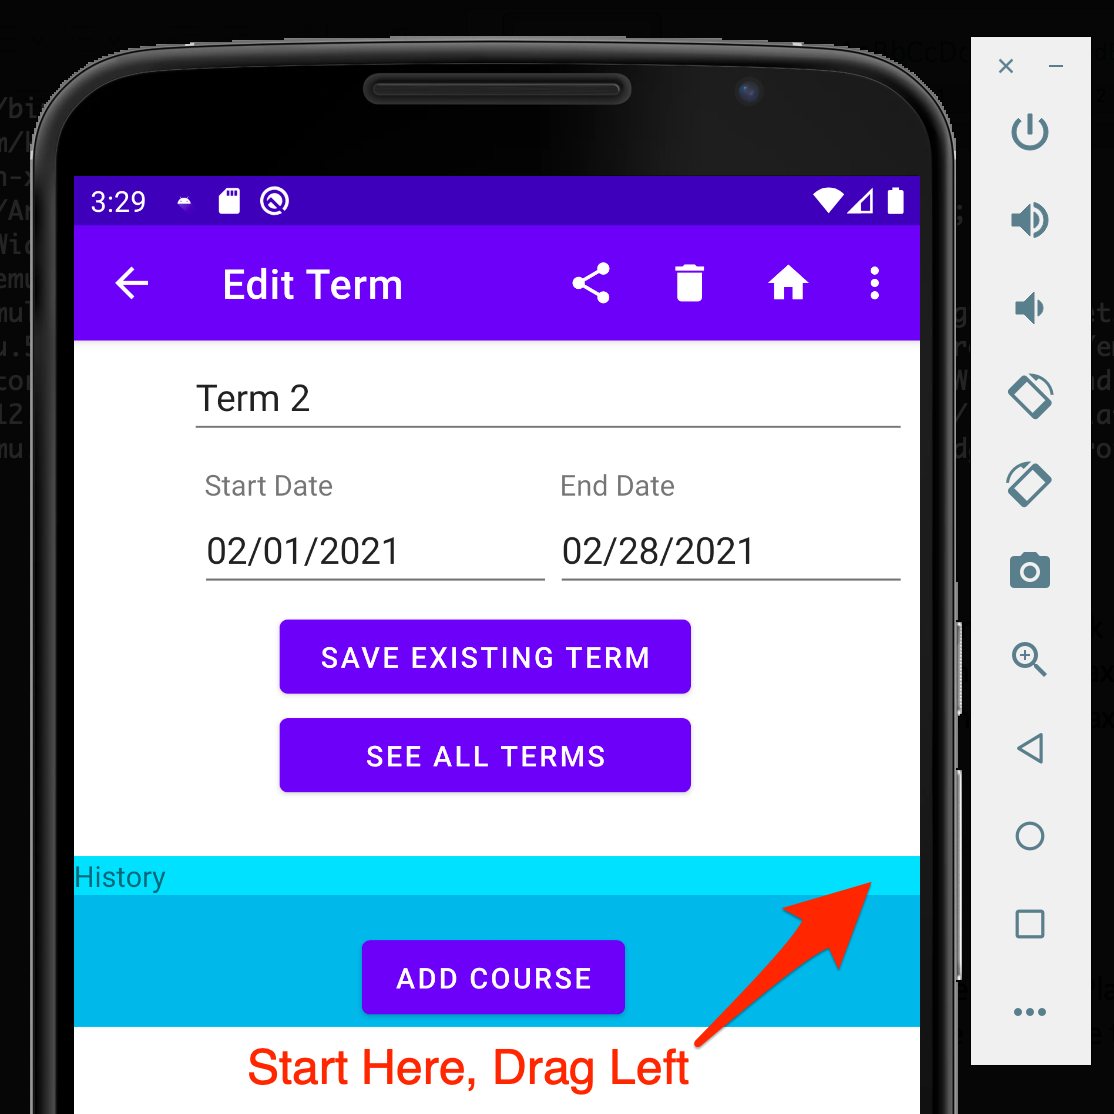 3:29
Edit Term
Term 2
Start Date End Date
02/01/2021 02/28/2021
SAVE EXISTING TERM
SEE ALL TERMS
History
ADD COURSE
Start Here, Drag Left